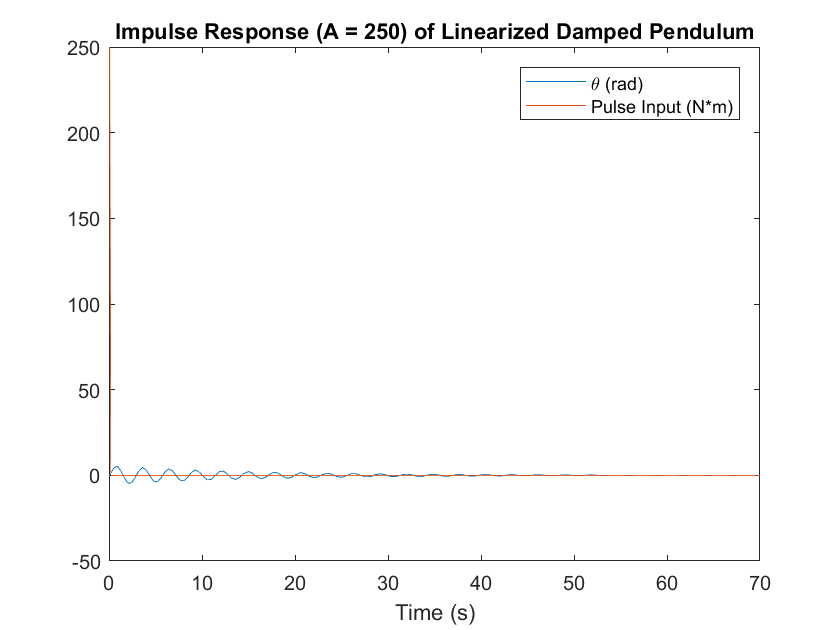 Impulse Response (A = 250) of Linearized Damped Pendulum
250
200
150
100
50
0
-50
θ (rad)
Pulse Input (N*m)
0 10 20 30 40 50 60 70
Time (s)